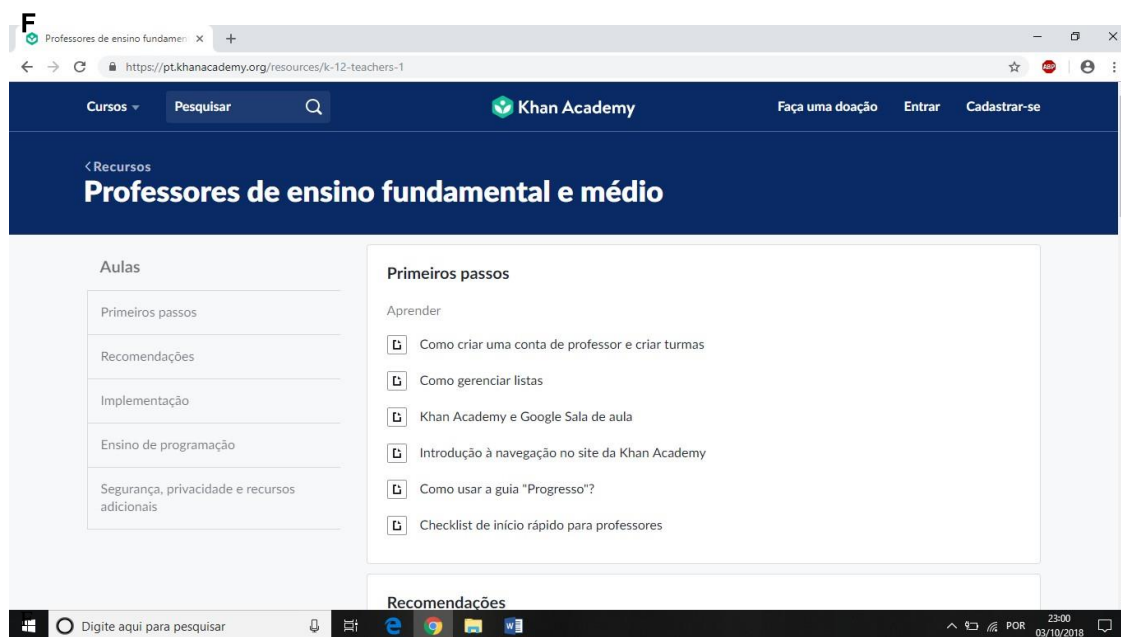 F
Professores de ensino fundamen
https://pt.khanacademy.org/resources/k-12-teachers-1
ABP
Cursos
Pesquisar
Khan Academy
Faça uma doação
Entrar
Cadastrar-se
<Recursos
Professores de ensino fundamental e médio
Aulas
Primeiros passos
Recomendações
Implementação
Ensino de programação
Segurança, privacidade e recursos
adicionais
Primeiros passos
Aprender
Como criar uma conta de professor e criar turmas
Como gerenciar listas
Khan Academy e Google Sala de aula
Introdução à navegação no site da Khan Academy
Como usar a guia "Progresso"?
Checklist de início rápido para professores
Recomendações
Digite aqui para pesquisar
POR
23:00
03/10/2018